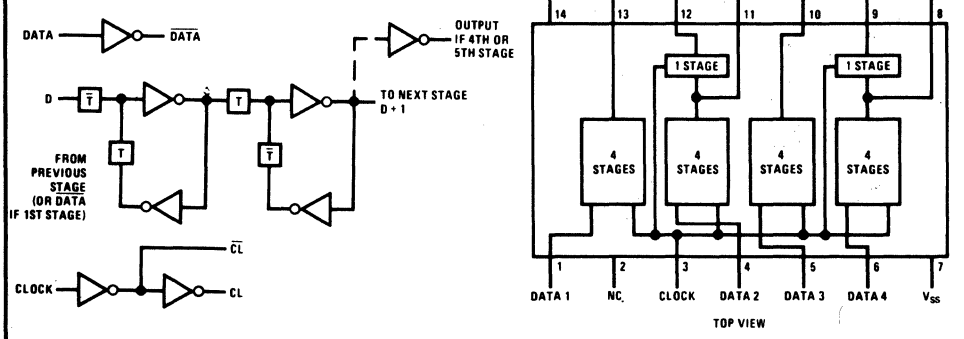 DATA
D̅A̅T̅A̅
OUTPUT
IF 4TH OR
5TH STAGE
D
T̅
T
TO NEXT STAGE
D + 1
T
T̅
FROM
PREVIOUS
STAGE
(OR D̅A̅T̅A̅
IF 1ST STAGE)
C̅L̅
CLOCK
CL
14
13
12
11
10
9
8
1 STAGE
1 STAGE
4
STAGES
4
STAGES
4
STAGES
4
STAGES
1
2
3
4
5
6
7
DATA 1
NC
CLOCK
DATA 2
DATA 3
DATA 4
VSS
TOP VIEW